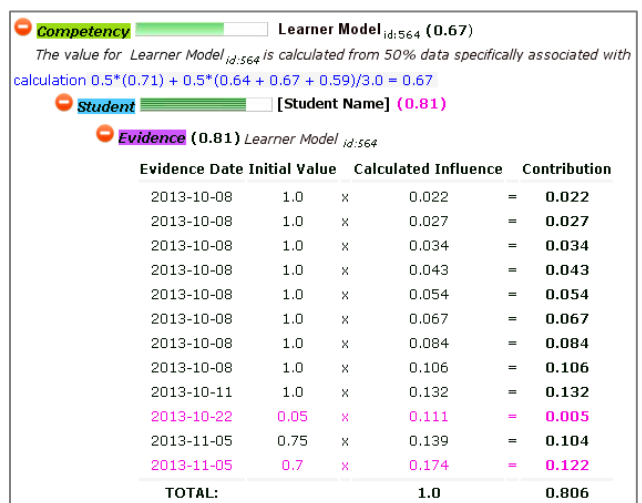 Competency Learner Model id:564 (0.67)
The value for Learner Model id:564 is calculated from 50% data specifically associated with
calculation 0.5*(0.71) + 0.5*(0.64 + 0.67 + 0.59)/3.0 = 0.67
Student [Student Name] (0.81)
Evidence (0.81) Learner Model id:564
Evidence Date Initial Value Calculated Influence Contribution
2013-10-08 1.0 x 0.022 = 0.022
2013-10-08 1.0 x 0.027 = 0.027
2013-10-08 1.0 x 0.034 = 0.034
2013-10-08 1.0 x 0.043 = 0.043
2013-10-08 1.0 x 0.054 = 0.054
2013-10-08 1.0 x 0.067 = 0.067
2013-10-08 1.0 x 0.084 = 0.084
2013-10-08 1.0 x 0.106 = 0.106
2013-10-11 1.0 x 0.132 = 0.132
2013-10-22 0.05 x 0.111 = 0.005
2013-11-05 0.75 x 0.139 = 0.104
2013-11-05 0.7 x 0.174 = 0.122
TOTAL: 1.0 0.806